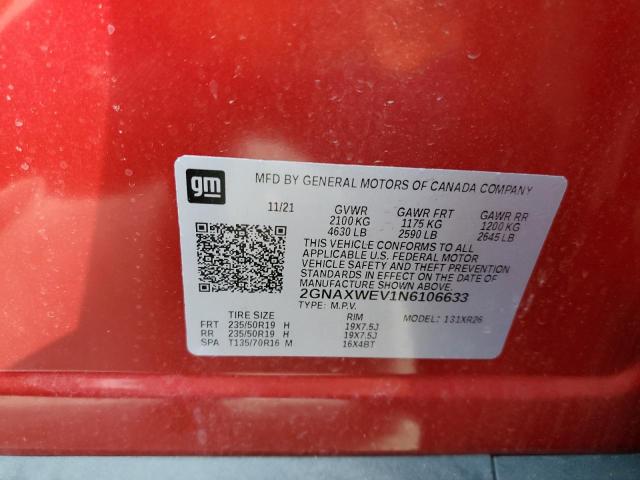 gm
MFD BY GENERAL MOTORS OF CANADA COMPANY
11/21 GVWR GAWR FRT GAWR RR
2100 KG 1175 KG 1200 KG
4630 LB 2590 LB 2645 LB
THIS VEHICLE CONFORMS TO ALL
APPLICABLE U.S. FEDERAL MOTOR
VEHICLE SAFETY AND THEFT
PREVENTION STANDARDS IN
EFFECT ON THE DATE OF
MANUFACTURE SHOWN ABOVE.
2GNAXWEV1N6106633
TYPE: M.P.V. MODEL: 131XR26
TIRE SIZE RIM
FRT 235/50R19 H 19X7.5J
RR 235/50R19 H 19X7.5J
SPA T135/70R16 M 16X4BT